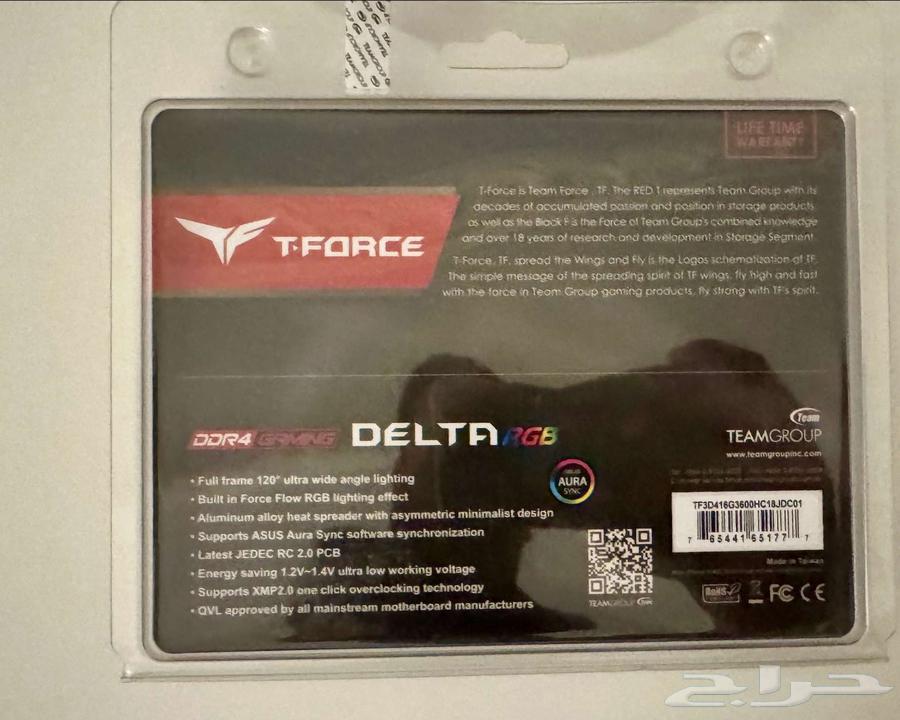 LIFE TIME
WARRANTY
T-FORCE
T-Force is Team Force , TF. The RED T represents Team Group with its
decades of accumulated passion and position in storage products,
as well as the Black F is the Force of Team Group's combined knowledge
and over 18 years of research and development in Storage Segment.
T-Force, TF, spread the Wings and Fly is the Logos schematization of TF.
The simple message of the spreading spirit of TF wings, fly high and fast
with the force in Team Group gaming products, fly strong with TF's spirit.
DDR4 GAMING DELTA RGB
• Full frame 120° ultra wide angle lighting
• Built in Force Flow RGB lighting effect
• Aluminum alloy heat spreader with asymmetric minimalist design
• Supports ASUS Aura Sync software synchronization
• Latest JEDEC RC 2.0 PCB
• Energy saving 1.2V~1.4V ultra low working voltage
• Supports XMP2.0 one click overclocking technology
• QVL approved by all mainstream motherboard manufacturers
ASUS
AURA
SYNC
TEAMGROUP Team
Team
TEAMGROUP
www.teamgroupinc.com
TF3D416G3600HC18JDC01
7 65441 65177 7
Made in Taiwan
RoHS FC CE
حراج